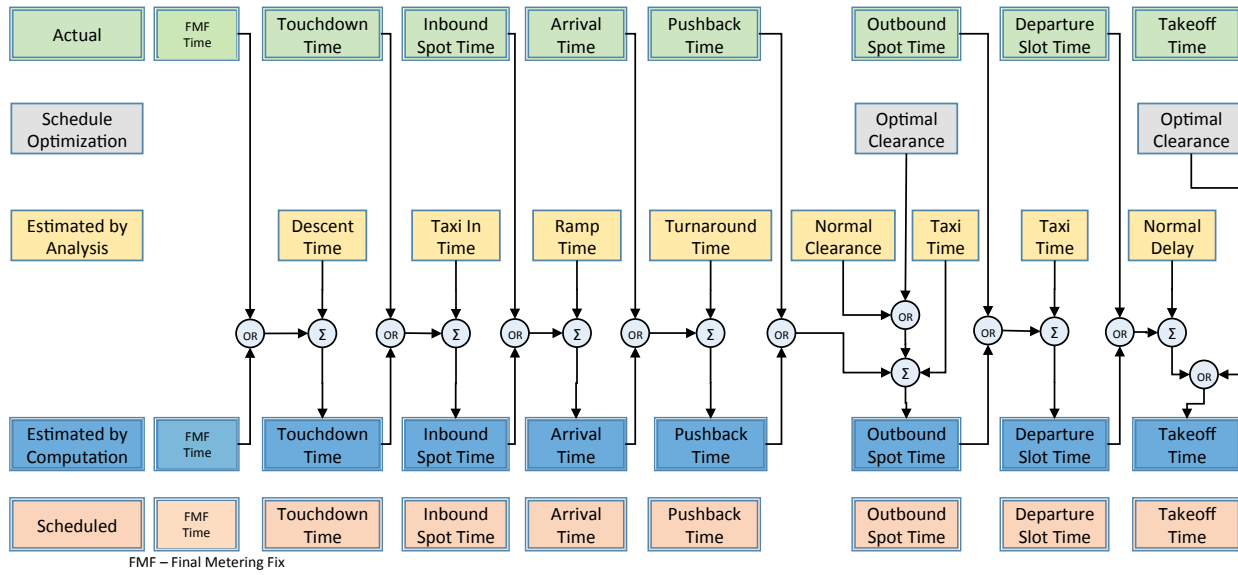 Actual
FMF
Time
Touchdown
Time
Inbound
Spot Time
Arrival
Time
Pushback
Time
Outbound
Spot Time
Departure
Slot Time
Takeoff
Time
Schedule
Optimization
Optimal
Clearance
Optimal
Clearance
Estimated by
Analysis
Descent
Time
Taxi In
Time
Ramp
Time
Turnaround
Time
Normal
Clearance
Taxi
Time
Taxi
Time
Normal
Delay
OR
Σ
OR
Σ
OR
Σ
OR
Σ
OR
OR
Σ
OR
Σ
OR
Σ
OR
Estimated by
Computation
FMF
Time
Touchdown
Time
Inbound
Spot Time
Arrival
Time
Pushback
Time
Outbound
Spot Time
Departure
Slot Time
Takeoff
Time
Scheduled
FMF
Time
Touchdown
Time
Inbound
Spot Time
Arrival
Time
Pushback
Time
Outbound
Spot Time
Departure
Slot Time
Takeoff
Time
FMF – Final Metering Fix